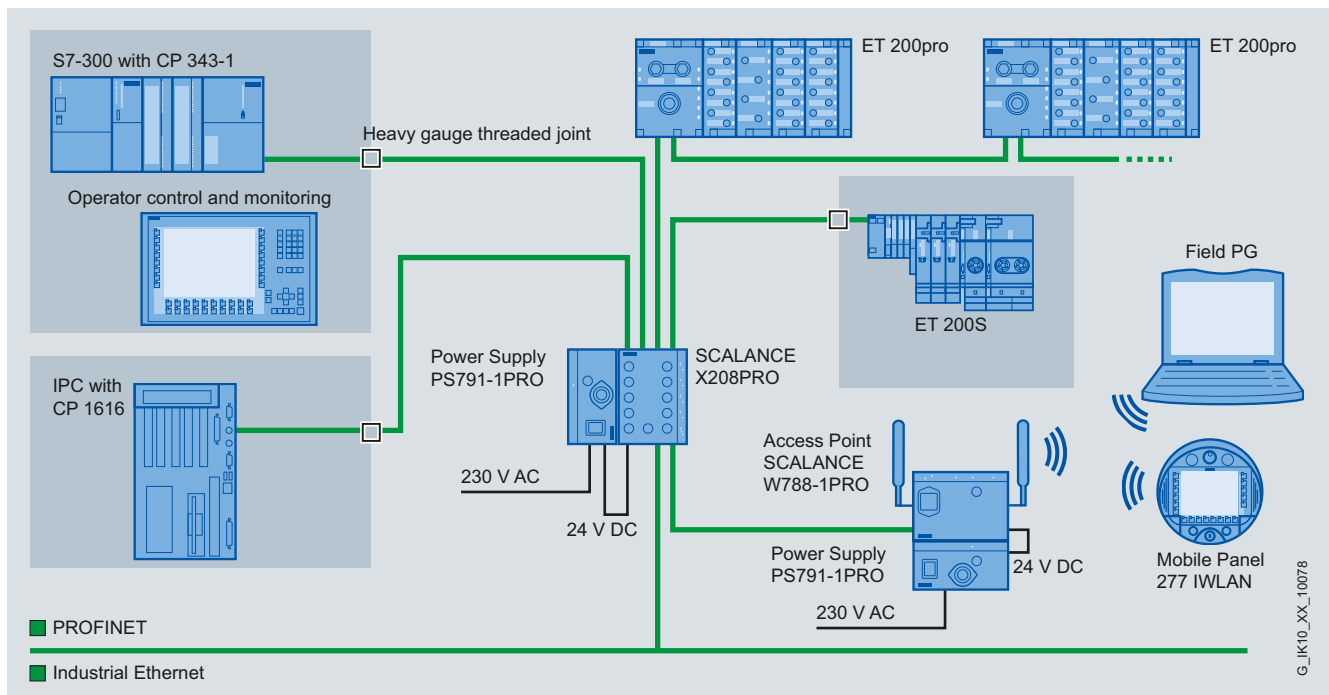 S7-300 with CP 343-1
Heavy gauge threaded joint
Operator control and monitoring
ET 200pro
ET 200pro
ET 200S
Field PG
IPC with
CP 1616
Power Supply
PS791-1PRO
SCALANCE
X208PRO
230 V AC
24 V DC
Access Point
SCALANCE
W788-1PRO
Power Supply
PS791-1PRO
24 V DC
230 V AC
Mobile Panel
277 IWLAN
PROFINET
Industrial Ethernet
G_IK10_XX_10078